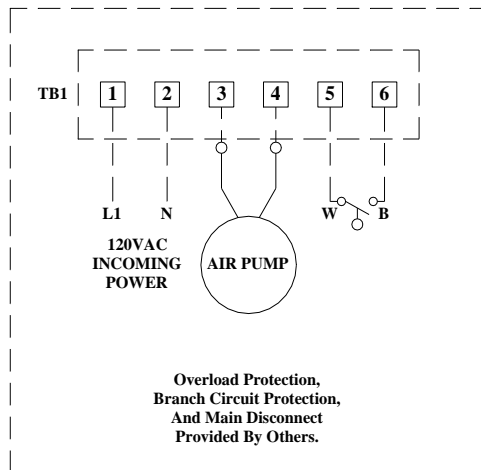 TB1 1 2 3 4 5 6
L1 N W B
120VAC
INCOMING
POWER
AIR PUMP
Overload Protection,
Branch Circuit Protection,
And Main Disconnect
Provided By Others.